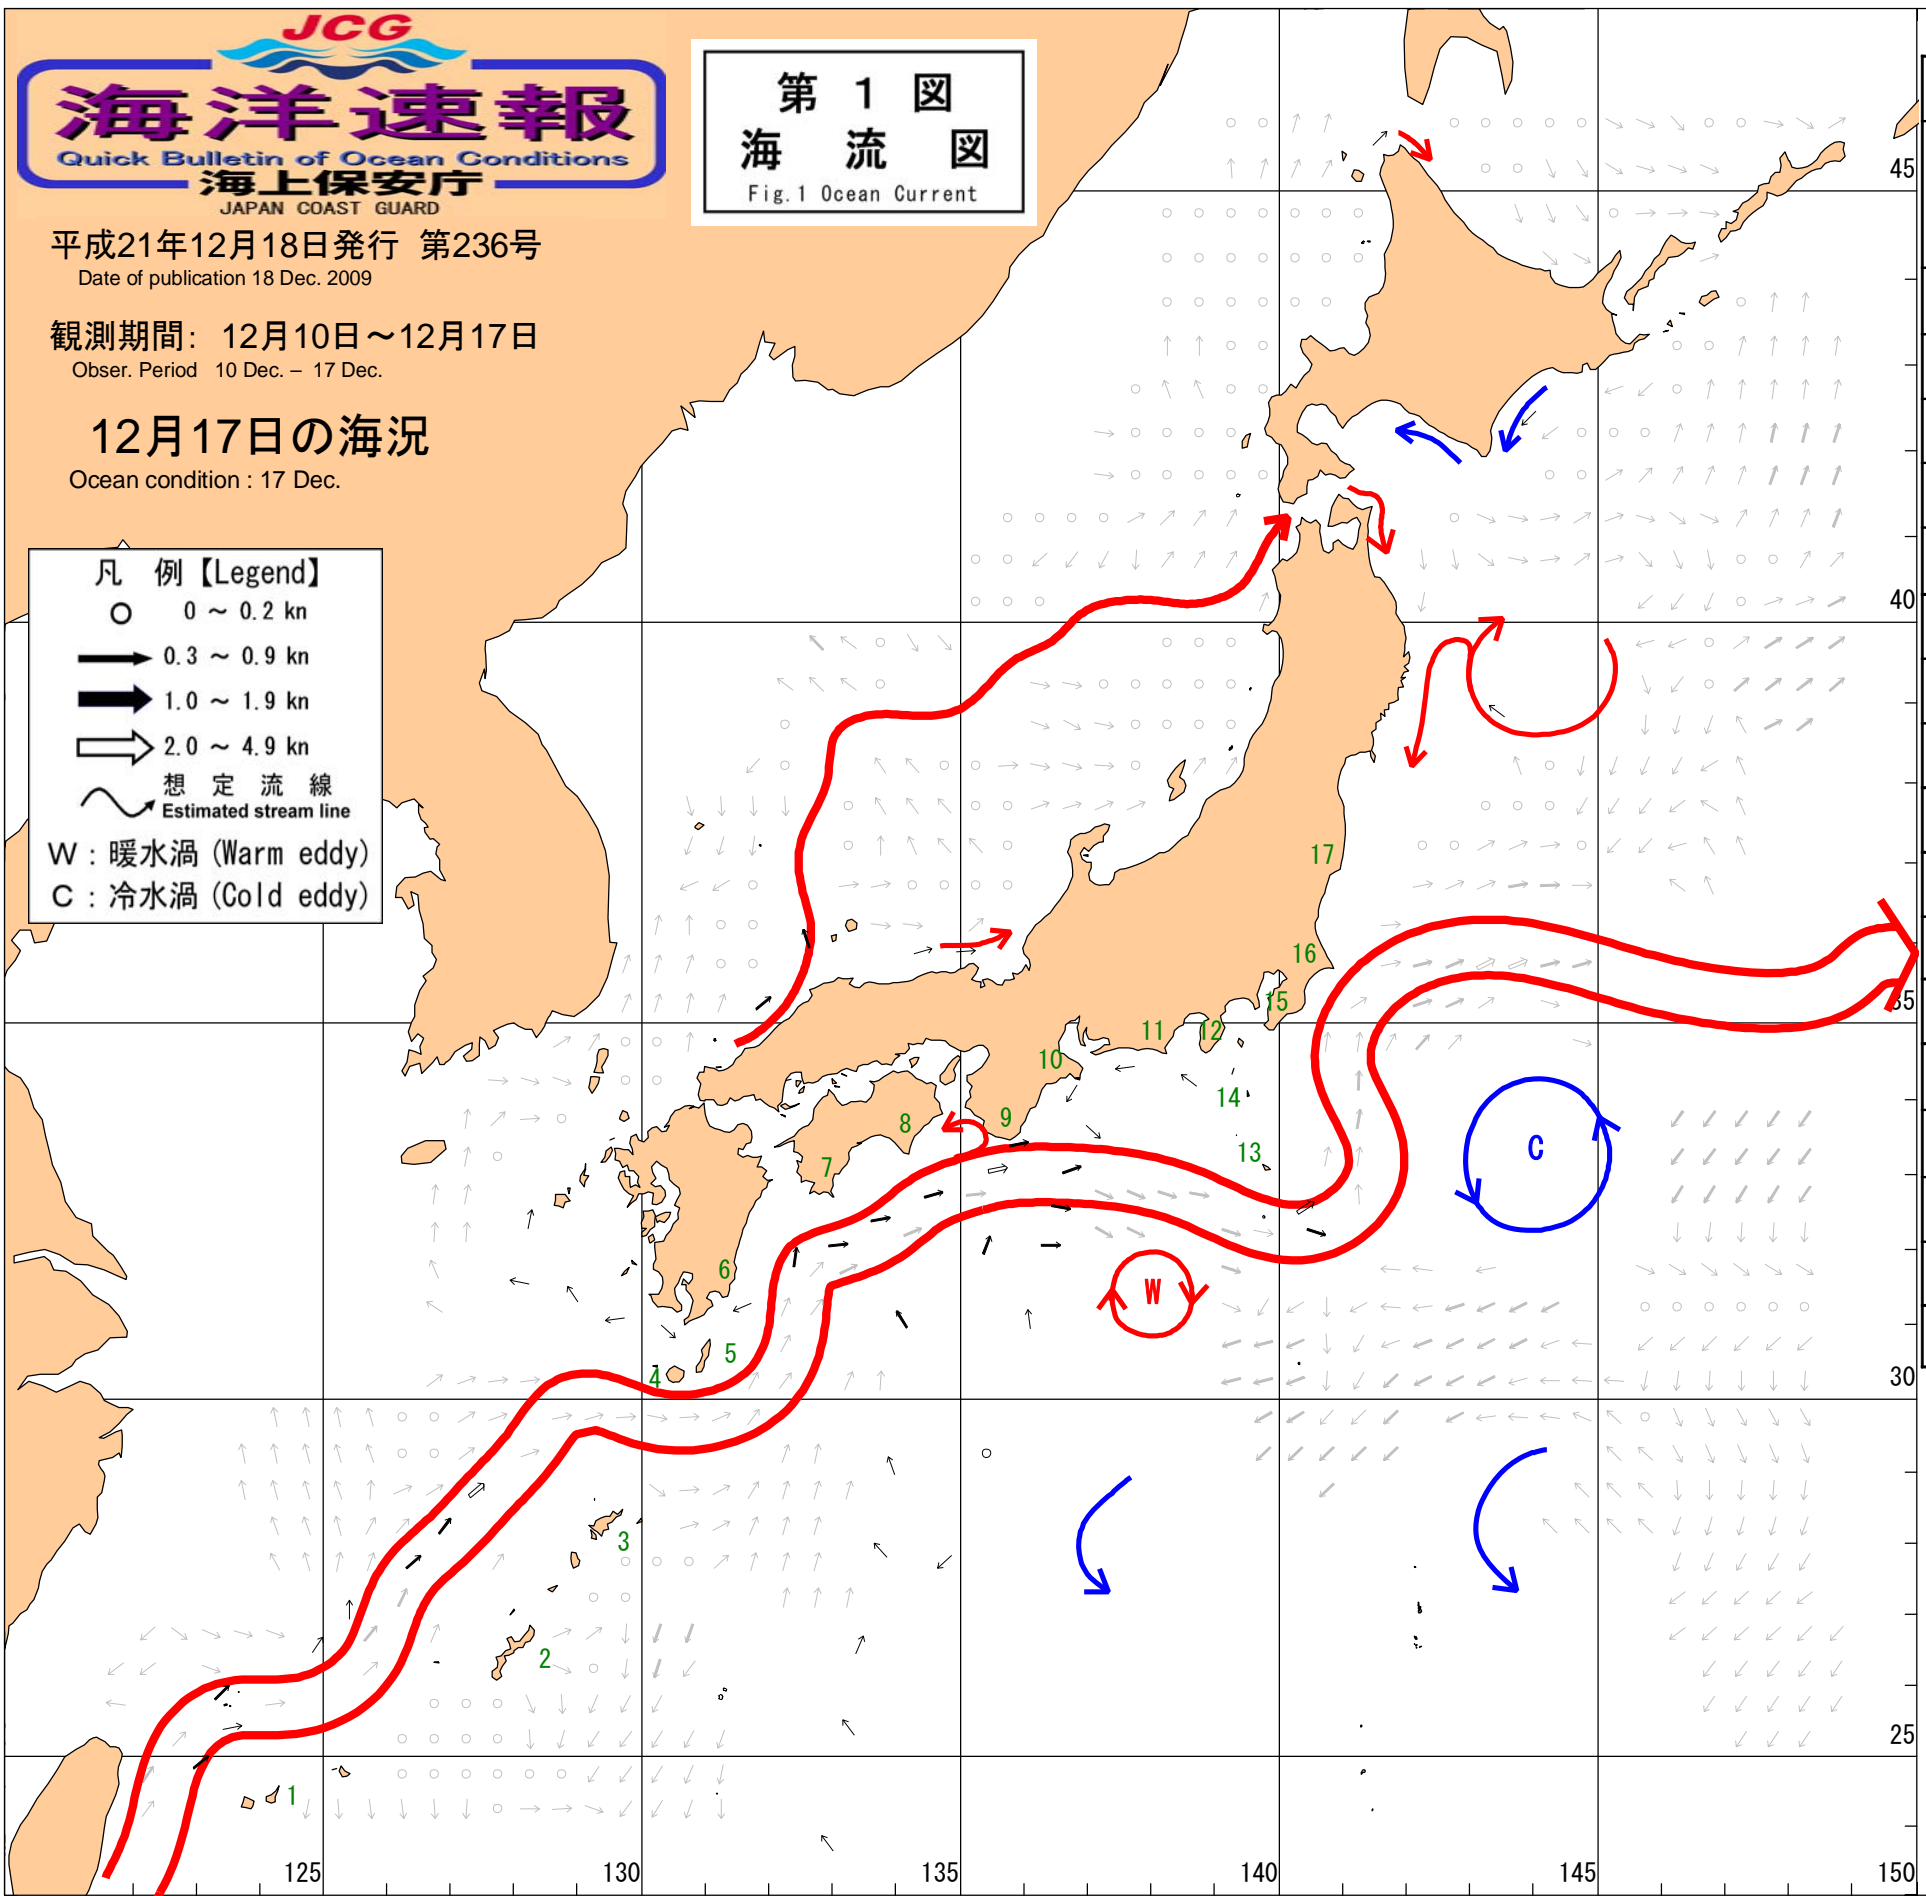 JCG
海洋速報
Quick Bulletin of Ocean Conditions
海上保安庁
JAPAN COAST GUARD
第 1 図
海 流 図
Fig.1 Ocean Current
平成21年12月18日発行 第236号
Date of publication 18 Dec. 2009
観測期間: 12月10日～12月17日
Obser. Period 10 Dec. – 17 Dec.
12月17日の海況
Ocean condition : 17 Dec.
凡 例【Legend】
0 ～ 0.2 kn
0.3 ～ 0.9 kn
1.0 ～ 1.9 kn
2.0 ～ 4.9 kn
想 定 流 線
Estimated stream line
W : 暖水渦 (Warm eddy)
C : 冷水渦 (Cold eddy)
45
40
35
30
25
17
16
15
12
11
10
14
9
8
13
7
C
6
W
5
4
3
2
1
125
130
135
140
145
150